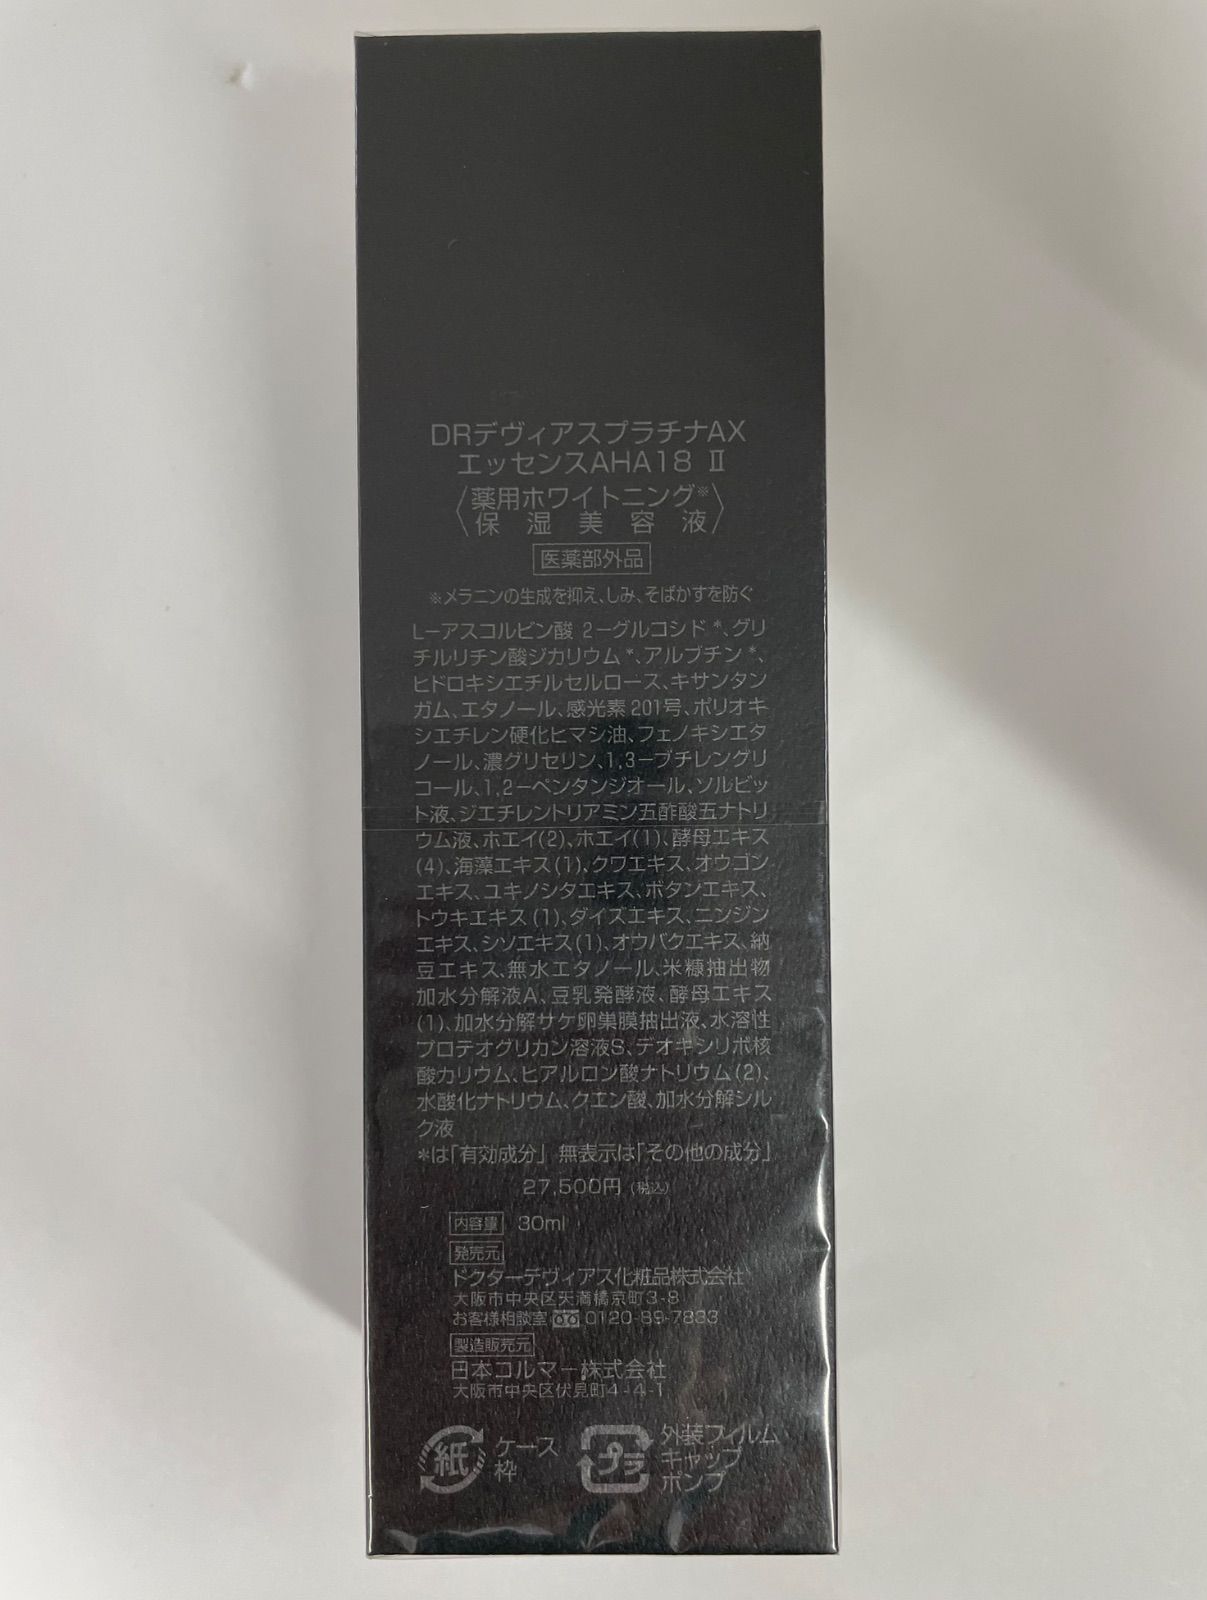 DRデヴィアスプラチナAX
エッセンスAHA18 Ⅱ
〈薬用ホワイトニング※
保湿美容液〉
医薬部外品
※メラニンの生成を抑え、しみ、そばかすを防ぐ
L-アスコルビン酸 2-グルコシド*、グリ
チルリチン酸ジカリウム*、アルブチン*、
ヒドロキシエチルセルロース、キサンタン
ガム、エタノール、感光素201号、ポリオキ
シエチレン硬化ヒマシ油、フェノキシエタ
ノール、濃グリセリン、1,3-ブチレングリ
コール、1,2-ペンタンジオール、ソルビッ
ト液、ジエチレントリアミン五酢酸五ナトリ
ウム液、ホエイ(2)、ホエイ(1)、酵母エキス
(4)、海藻エキス(1)、クワエキス、オウゴン
エキス、ユキノシタエキス、ボタンエキス、
トウキエキス(1)、ダイズエキス、ニンジン
エキス、シソエキス(1)、オウバクエキス、納
豆エキス、無水エタノール、米糠抽出物
加水分解液A、豆乳発酵液、酵母エキス
(1)、加水分解サケ卵巣膜抽出液、水溶性
プロテオグリカン溶液S、デオキシリボ核
酸カリウム、ヒアルロン酸ナトリウム(2)、
水酸化ナトリウム、クエン酸、加水分解シル
ク液
*は「有効成分」 無表示は「その他の成分」
27,500円(税込)
内容量 30ml
発売元
ドクターデヴィアス化粧品株式会社
大阪市中央区天満橋京町3-8
お客様相談室 0120-89-7833
製造販売元
日本コルマー株式会社
大阪市中央区伏見町4-4-1
紙 ケース
枠
プラ 外装フィルム
キャップ
ポンプ